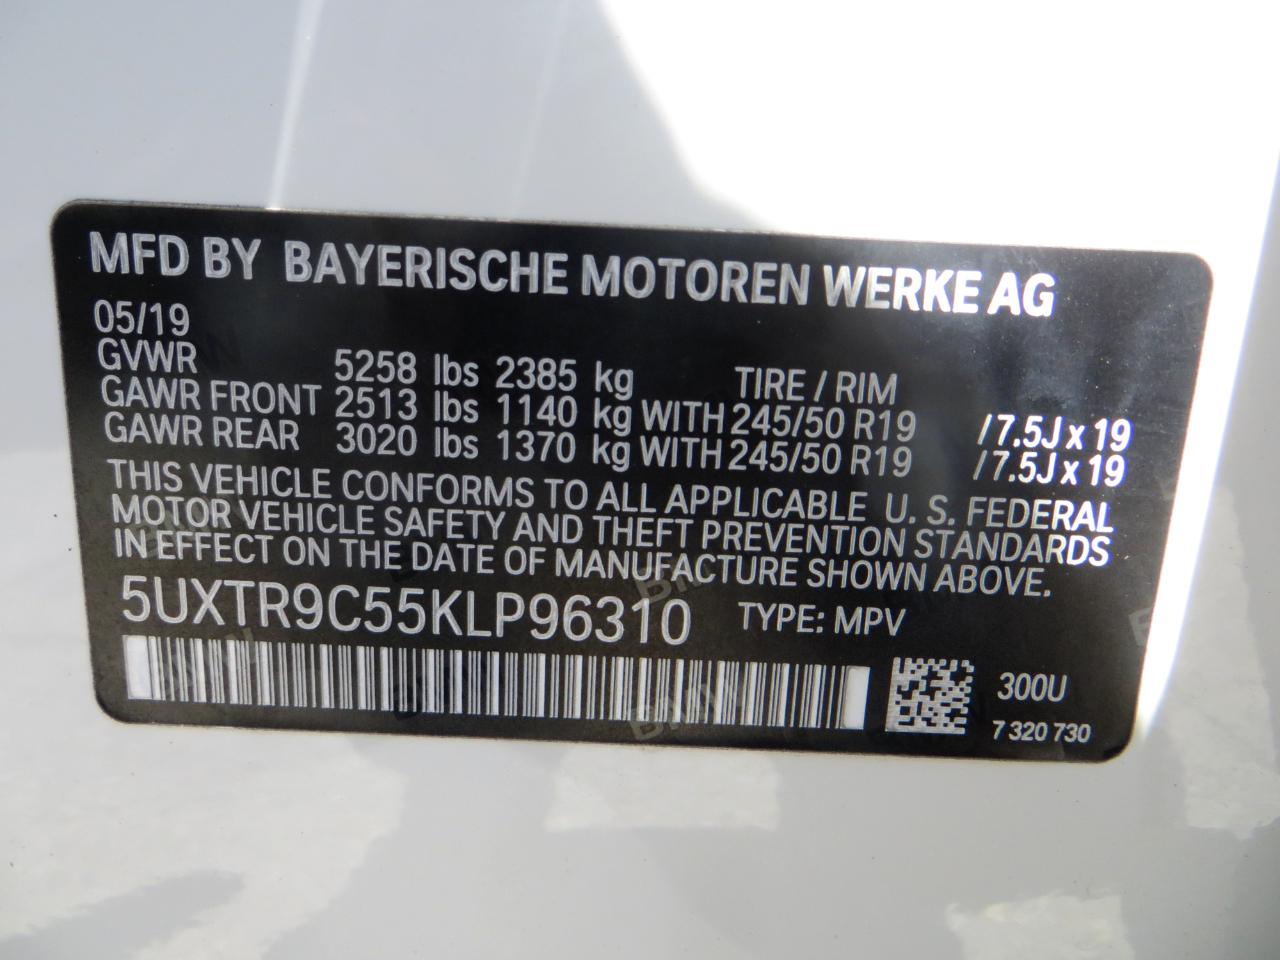 MFD BY BAYERISCHE MOTOREN WERKE AG
05/19
GVWR 5258 lbs 2385 kg TIRE / RIM
GAWR FRONT 2513 lbs 1140 kg WITH 245/50 R19 /7.5J x 19
GAWR REAR 3020 lbs 1370 kg WITH 245/50 R19 /7.5J x 19
THIS VEHICLE CONFORMS TO ALL APPLICABLE U. S. FEDERAL
MOTOR VEHICLE SAFETY AND THEFT PREVENTION STANDARDS
IN EFFECT ON THE DATE OF MANUFACTURE SHOWN ABOVE.
5UXTR9C55KLP96310 TYPE: MPV
300U
7 320 730